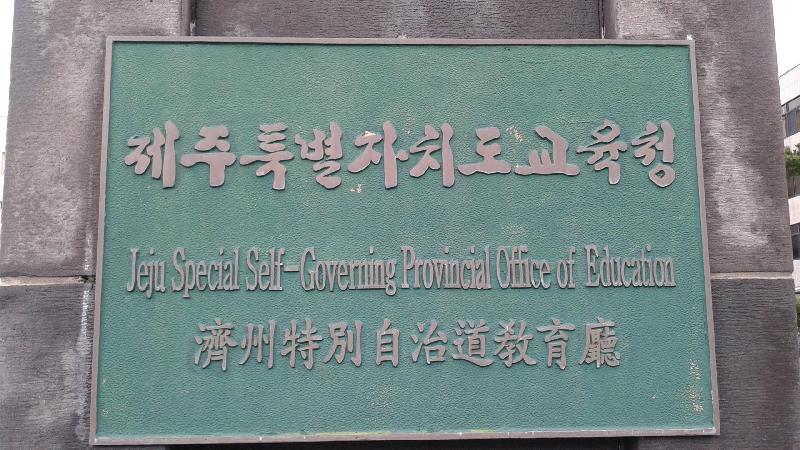 제주특별자치도교육청
Jeju Special Self-Governing Provincial Office of Education
濟州特別自治道教育廳